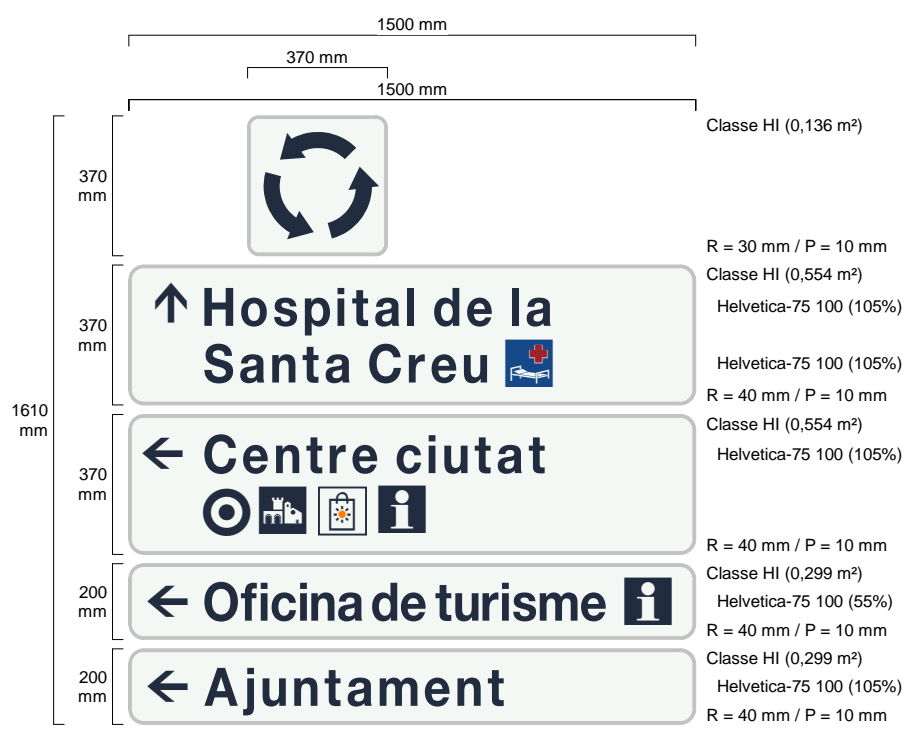 1500 mm
370 mm
1500 mm
Classe HI (0,136 m²)
370 mm
R = 30 mm / P = 10 mm
Classe HI (0,554 m²)
Hospital de la
Helvetica-75 100 (105%)
370 mm
Santa Creu
Helvetica-75 100 (105%)
R = 40 mm / P = 10 mm
1610 mm
Classe HI (0,554 m²)
Centre ciutat
Helvetica-75 100 (105%)
370 mm
i
R = 40 mm / P = 10 mm
Classe HI (0,299 m²)
200 mm
Oficina de turisme i
Helvetica-75 100 (55%)
R = 40 mm / P = 10 mm
Classe HI (0,299 m²)
200 mm
Ajuntament
Helvetica-75 100 (105%)
R = 40 mm / P = 10 mm